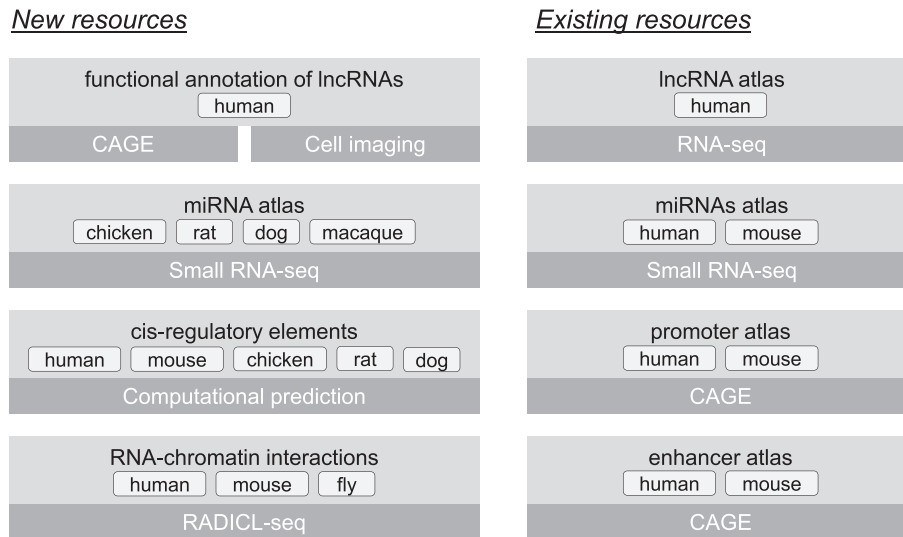 New resources
functional annotation of lncRNAs
human
CAGE Cell imaging
miRNA atlas
chicken rat dog macaque
Small RNA-seq
cis-regulatory elements
human mouse chicken rat dog
Computational prediction
RNA-chromatin interactions
human mouse fly
RADICL-seq
Existing resources
lncRNA atlas
human
RNA-seq
miRNAs atlas
human mouse
Small RNA-seq
promoter atlas
human mouse
CAGE
enhancer atlas
human mouse
CAGE